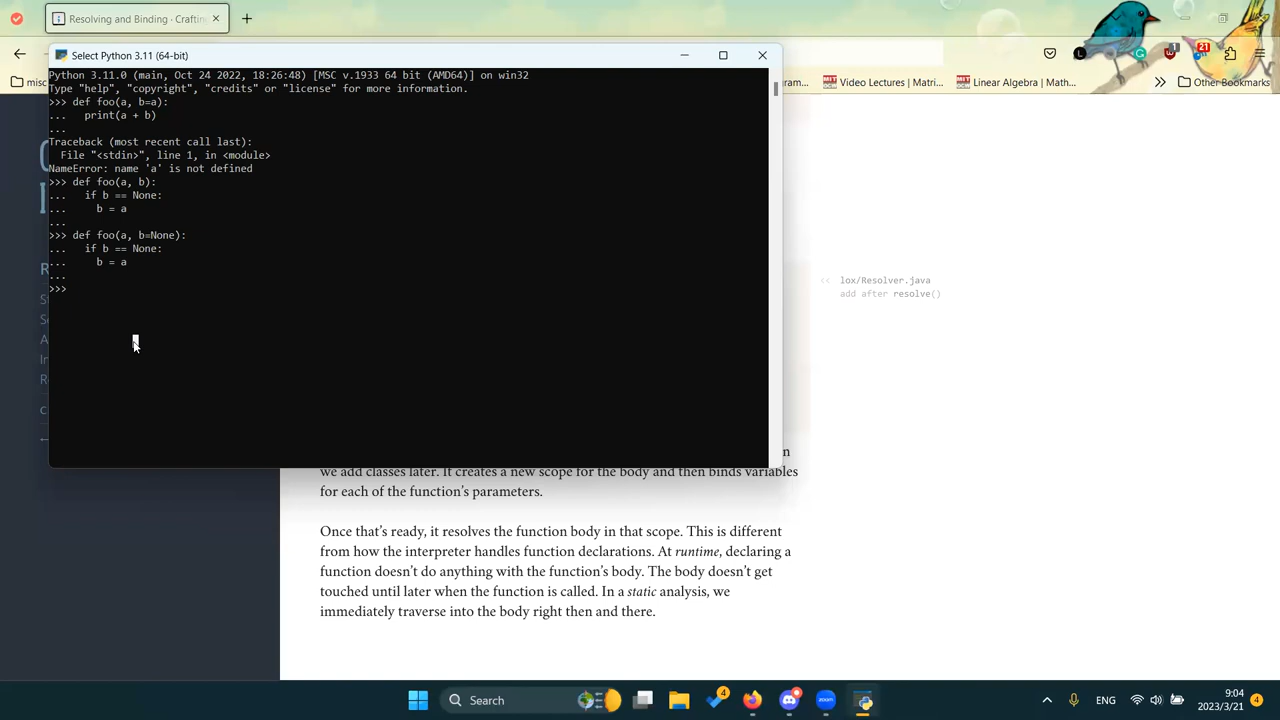 Resolving and Binding · Craftin
Select Python 3.11 (64-bit)
misc
ram...
Video Lectures | Matri...
Linear Algebra | Math...
Other Bookmarks
Python 3.11.0 (main, Oct 24 2022, 18:26:48) [MSC v.1933 64 bit (AMD64)] on win32
Type "help", "copyright", "credits" or "license" for more information.
>>> def foo(a, b=a):
...   print(a + b)
...
Traceback (most recent call last):
  File "<stdin>", line 1, in <module>
NameError: name 'a' is not defined
>>> def foo(a, b):
...   if b == None:
...     b = a
...
>>> def foo(a, b=None):
...   if b == None:
...     b = a
...
>>>
<< lox/Resolver.java
add after resolve()
we add classes later. It creates a new scope for the body and then binds variables
for each of the function’s parameters.
Once that’s ready, it resolves the function body in that scope. This is different
from how the interpreter handles function declarations. At runtime, declaring a
function doesn’t do anything with the function’s body. The body doesn’t get
touched until later when the function is called. In a static analysis, we
immediately traverse into the body right then and there.
Search
4
zoom
ENG
9:04
2023/3/21
4
1
21
L